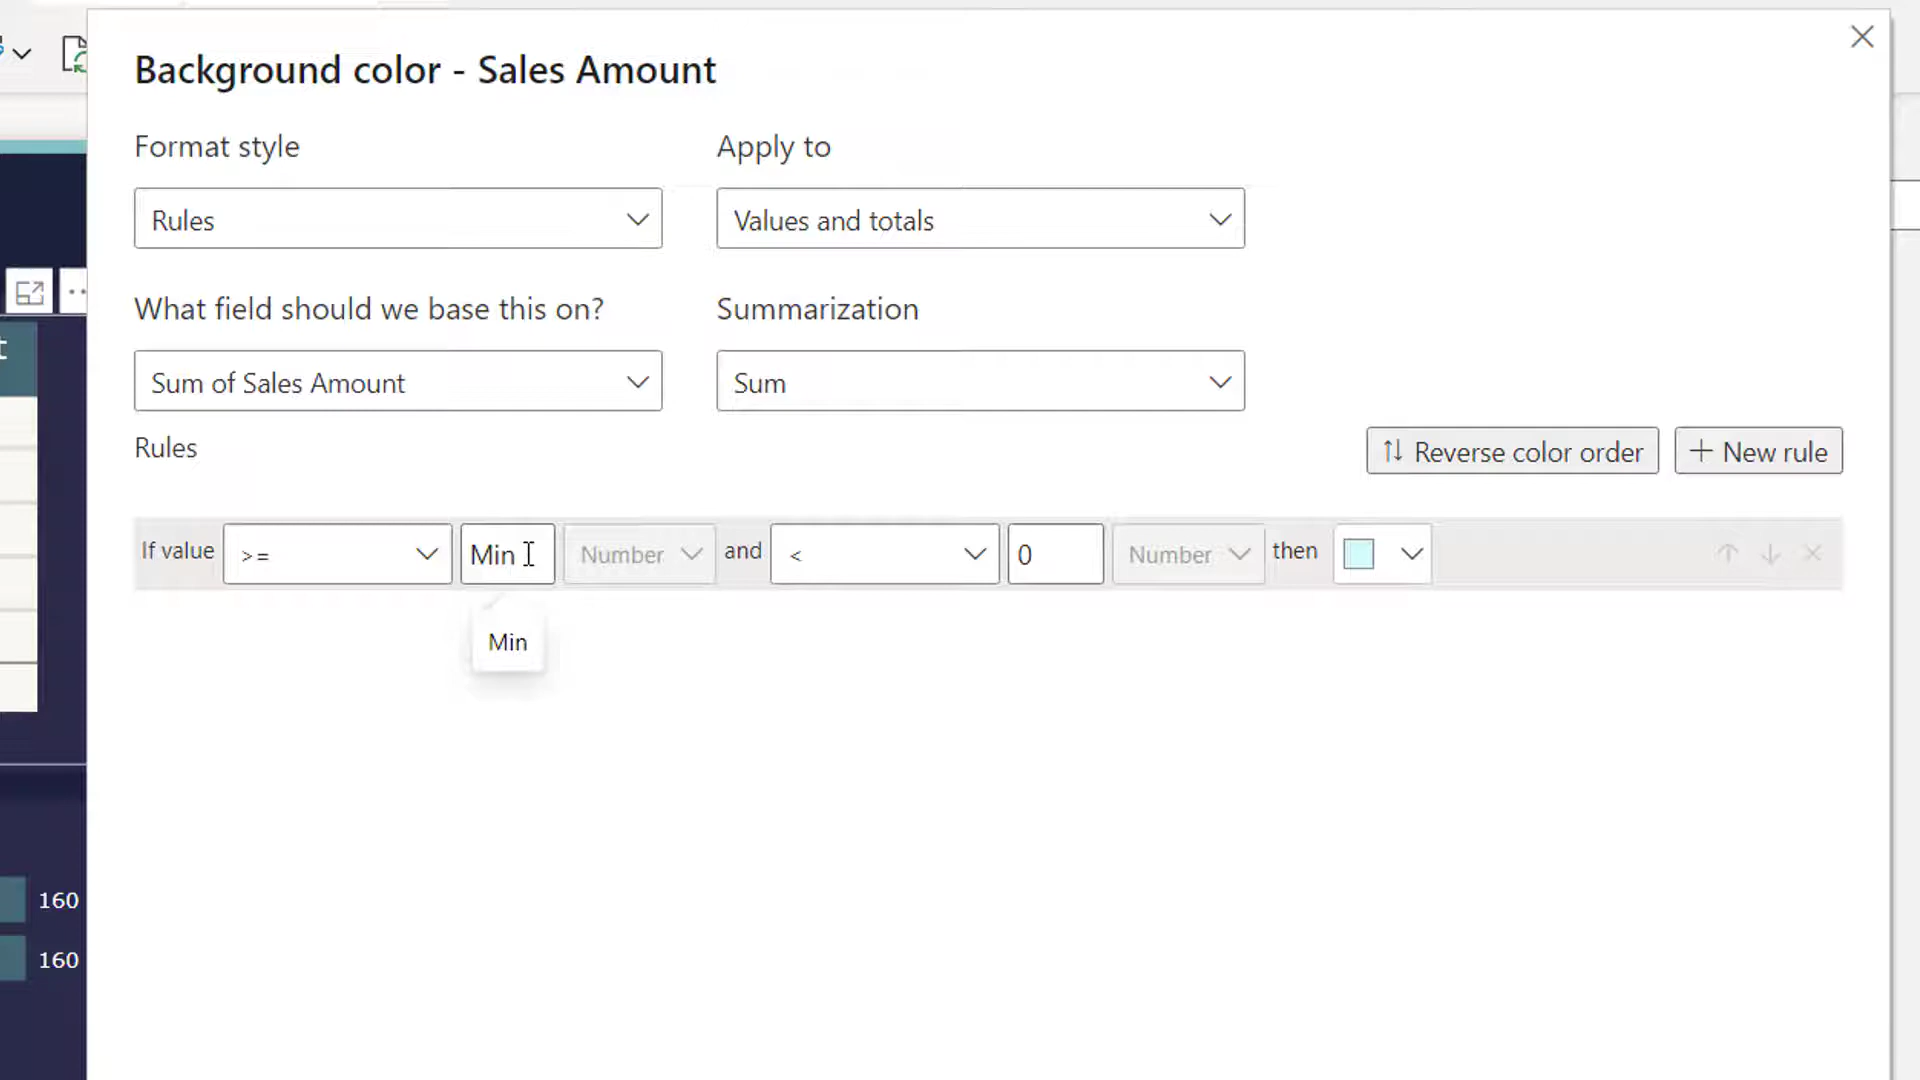 Background color - Sales Amount
Format style
Apply to
Rules
Values and totals
What field should we base this on?
Summarization
Sum of Sales Amount
Sum
Rules
Reverse color order
New rule
If value >= Min Number and < 0 Number then
Min
t
160
160